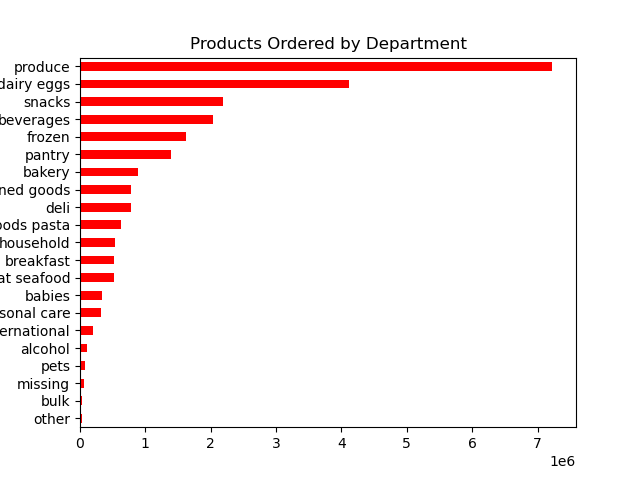 Products Ordered by Department
produce
dairy eggs
snacks
beverages
frozen
pantry
bakery
ned goods
deli
oods pasta
household
breakfast
at seafood
babies
sonal care
ernational
alcohol
pets
missing
bulk
other
0 1 2 3 4 5 6 7
1e6